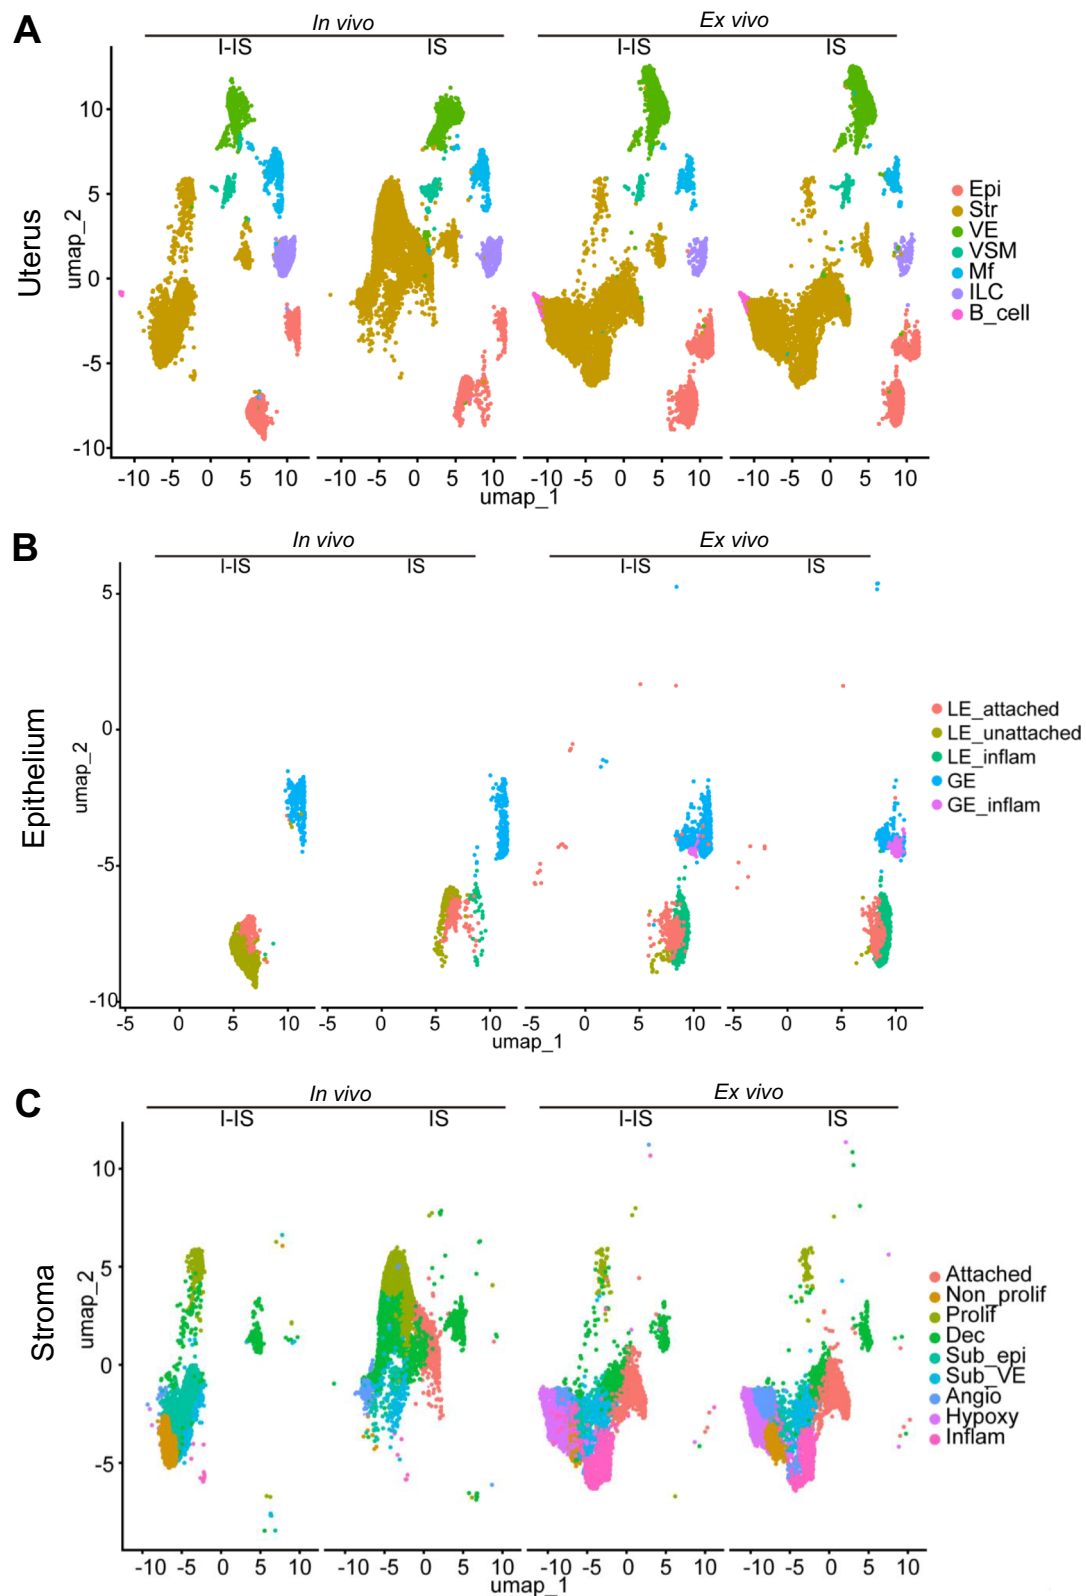 A
In vivo
Ex vivo
I-IS
IS
I-IS
IS
Uterus
umap_2
10
5
0
-5
-10
-10 -5 0 5 10
-10 -5 0 5 10
-10 -5 0 5 10
-10 -5 0 5 10
umap_1
Epi
Str
VE
VSM
Mf
ILC
B_cell
B
In vivo
Ex vivo
I-IS
IS
I-IS
IS
Epithelium
umap_2
5
0
-5
-10
-5 0 5 10
-5 0 5 10
-5 0 5 10
-5 0 5 10
umap_1
LE_attached
LE_unattached
LE_inflam
GE
GE_inflam
C
In vivo
Ex vivo
I-IS
IS
I-IS
IS
Stroma
umap_2
10
5
0
-5
-10 -5 0 5 10
-10 -5 0 5 10
-10 -5 0 5 10
-10 -5 0 5 10
umap_1
Attached
Non_prolif
Prolif
Dec
Sub_epi
Sub_VE
Angio
Hypoxy
Inflam